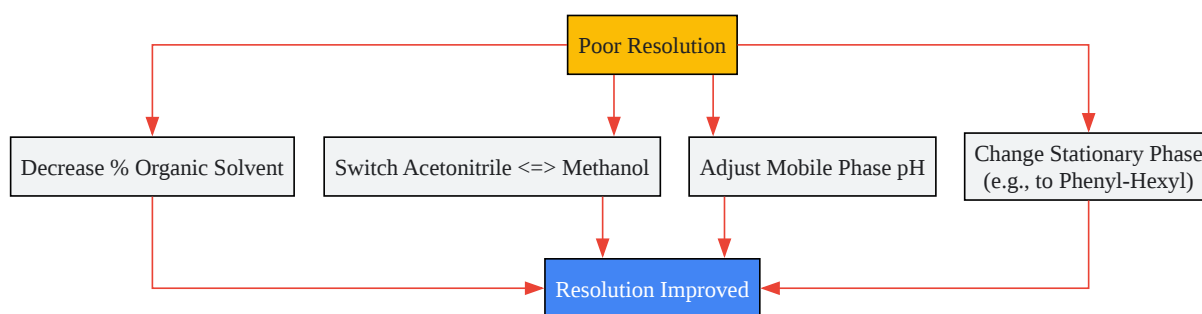 Poor Resolution
Decrease % Organic Solvent
Switch Acetonitrile <=> Methanol
Adjust Mobile Phase pH
Change Stationary Phase
(e.g., to Phenyl-Hexyl)
Resolution Improved